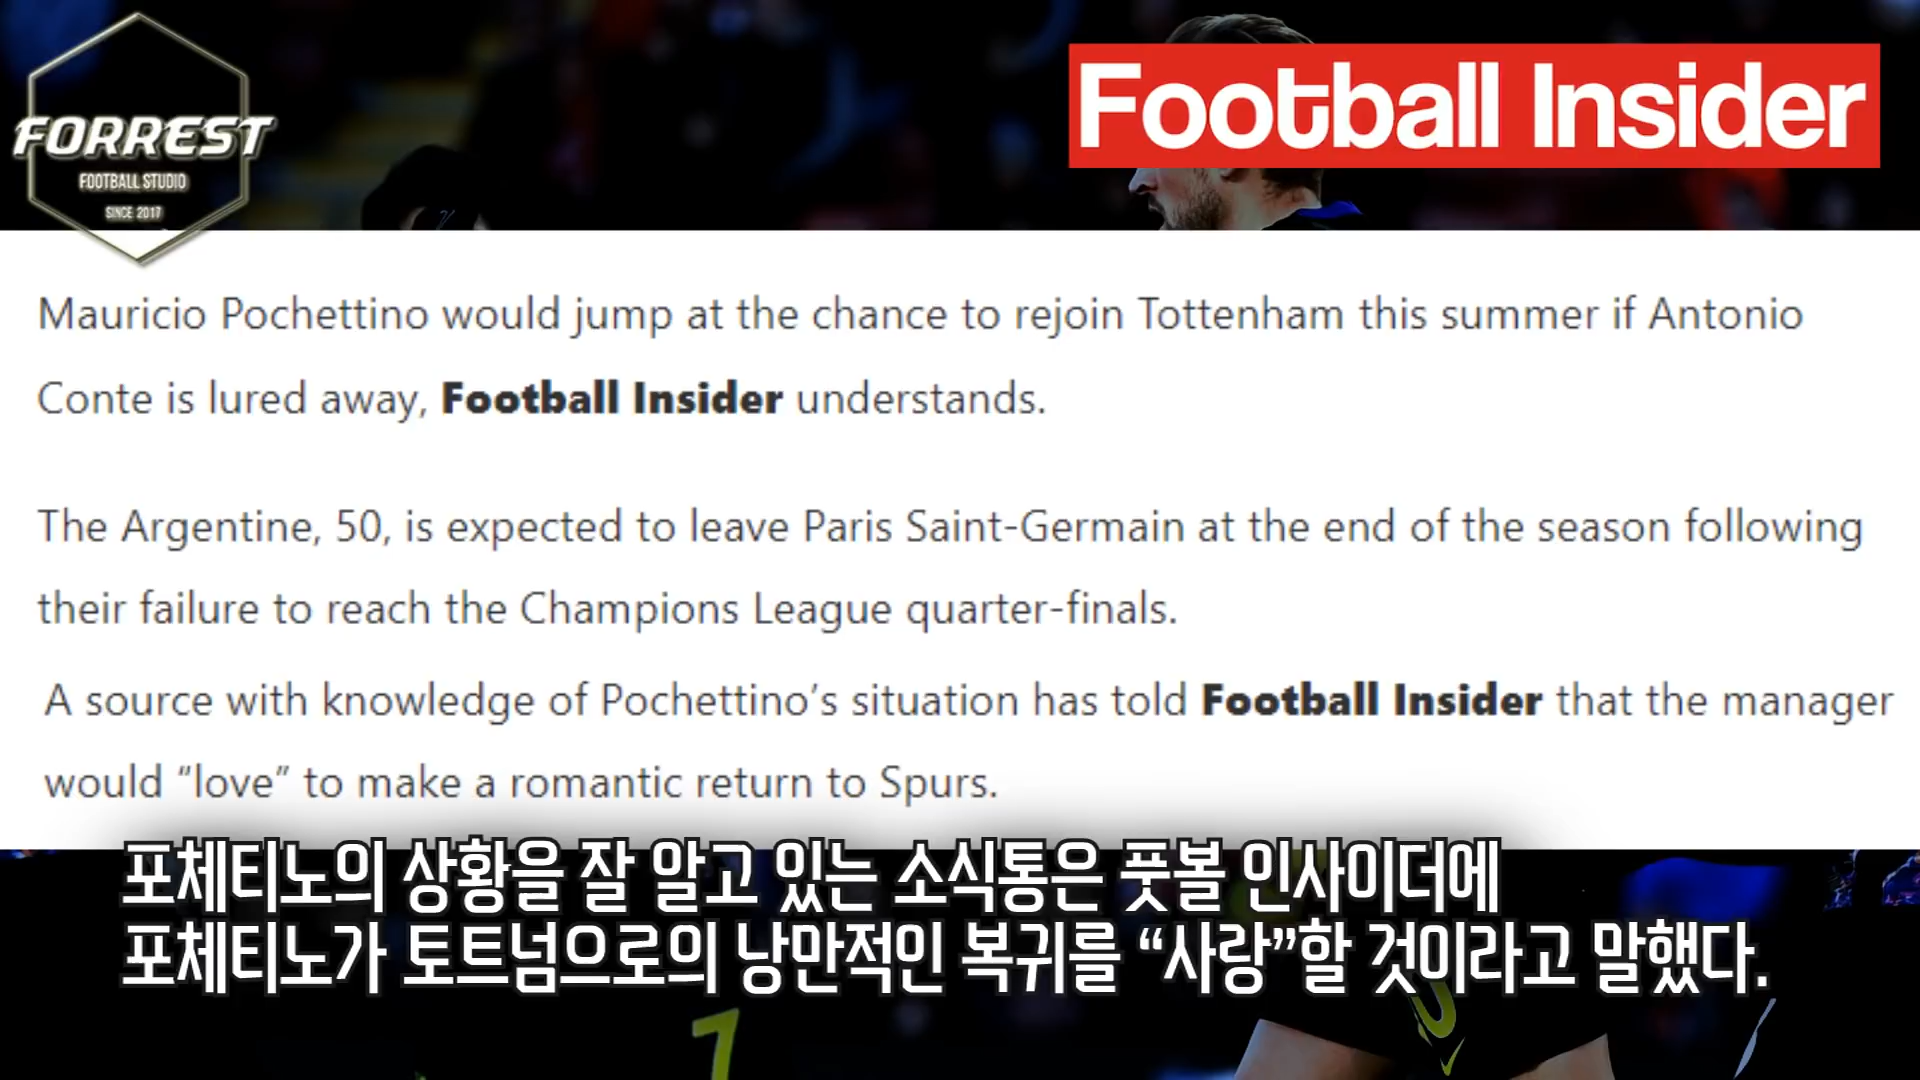 FORREST
FOOTBALL STUDIO
SINCE 2017
Football Insider
Mauricio Pochettino would jump at the chance to rejoin Tottenham this summer if Antonio
Conte is lured away, Football Insider understands.
The Argentine, 50, is expected to leave Paris Saint-Germain at the end of the season following
their failure to reach the Champions League quarter-finals.
A source with knowledge of Pochettino’s situation has told Football Insider that the manager
would “love” to make a romantic return to Spurs.
포체티노의 상황을 잘 알고 있는 소식통은 풋볼 인사이더에
포체티노가 토트넘으로의 낭만적인 복귀를 “사랑”할 것이라고 말했다.
7